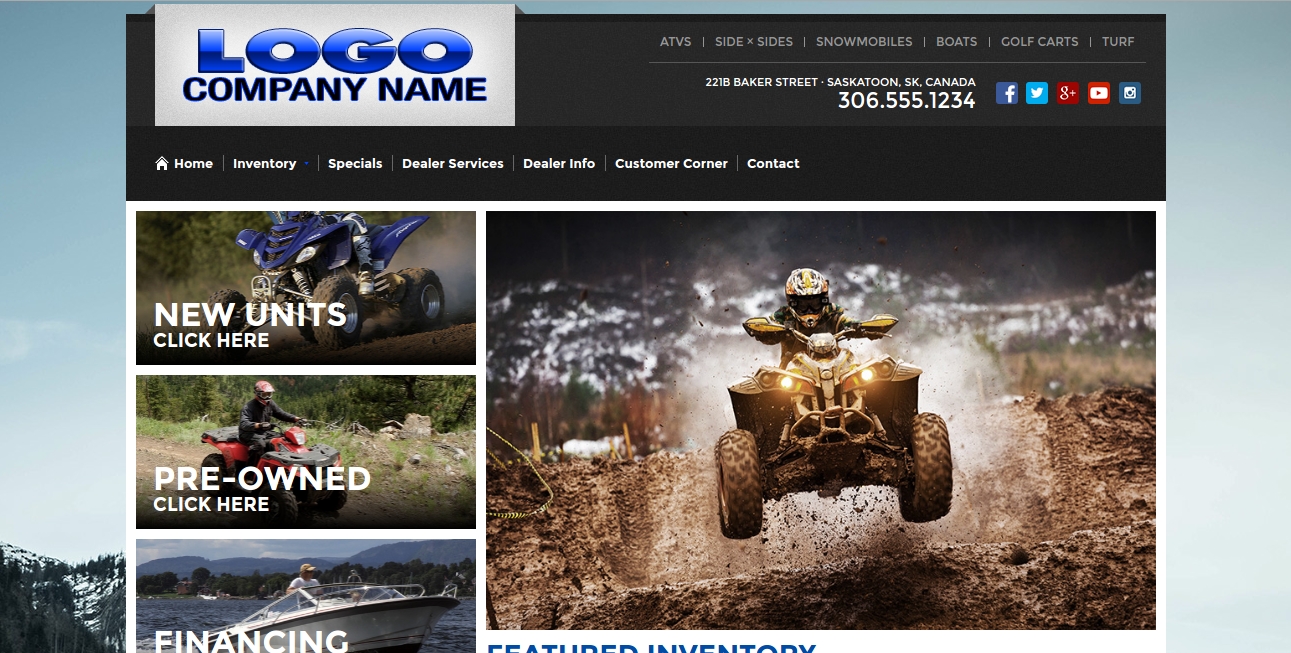 LOGO
COMPANY NAME
ATVS | SIDE × SIDES | SNOWMOBILES | BOATS | GOLF CARTS | TURF
221B BAKER STREET · SASKATOON, SK, CANADA
306.555.1234
Home | Inventory | Specials | Dealer Services | Dealer Info | Customer Corner | Contact
NEW UNITS
CLICK HERE
PRE-OWNED
CLICK HERE
FINANCING
FEATURED INVENTORY